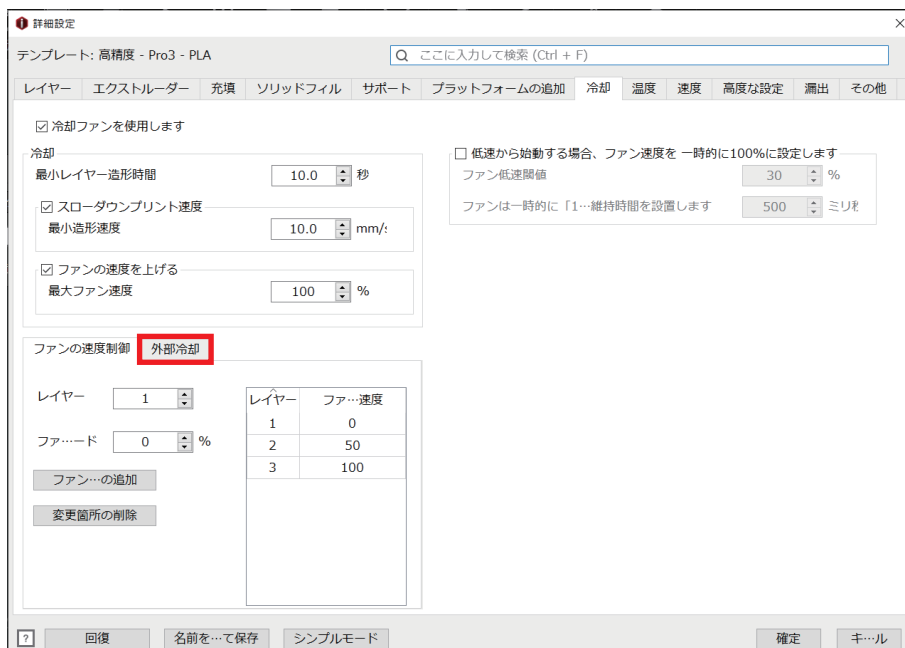 詳細設定
テンプレート: 高精度 - Pro3 - PLA
ここに入力して検索 (Ctrl + F)
レイヤー エクストルーダー 充填 ソリッドフィル サポート プラットフォームの追加 冷却 温度 速度 高度な設定 漏出 その他
冷却ファンを使用します
冷却
最小レイヤー造形時間 10.0 秒
スローダウンプリント速度
最小造形速度 10.0 mm/s
ファンの速度を上げる
最大ファン速度 100 %
低速から始動する場合、ファン速度を 一時的に100%に設定します
ファン低速閾値 30 %
ファンは一時的に「1…維持時間を設置します 500 ミリ秒
ファンの速度制御 外部冷却
レイヤー 1
ファ…ード 0 %
ファン…の追加
変更箇所の削除
レイヤー ファ…速度
1 0
2 50
3 100
? 回復 名前を…て保存 シンプルモード 確定 キ…ル